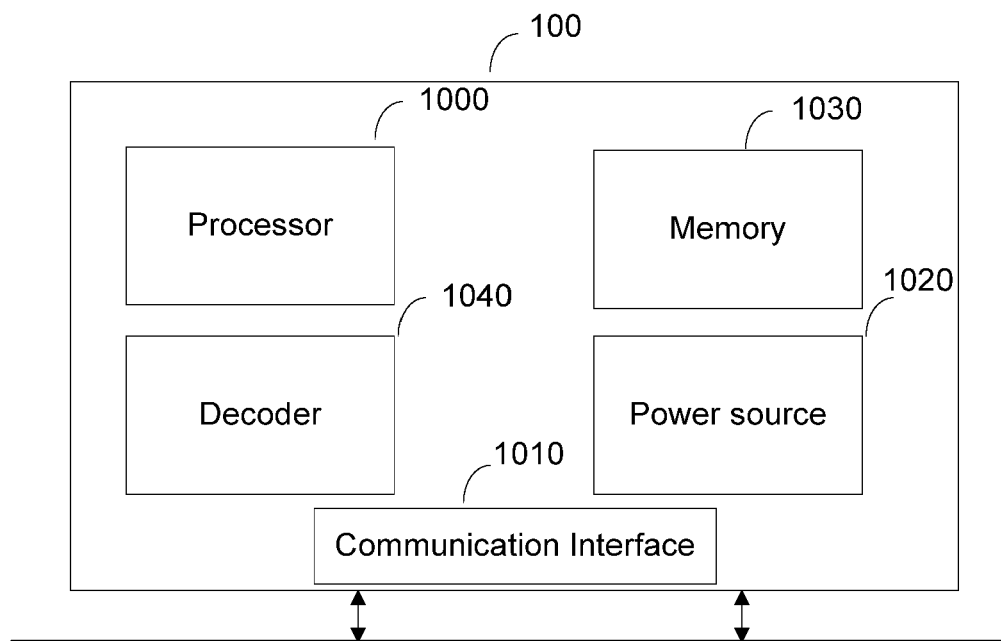 100
1000
1030
Processor
Memory
1040
1020
Decoder
Power source
1010
Communication Interface